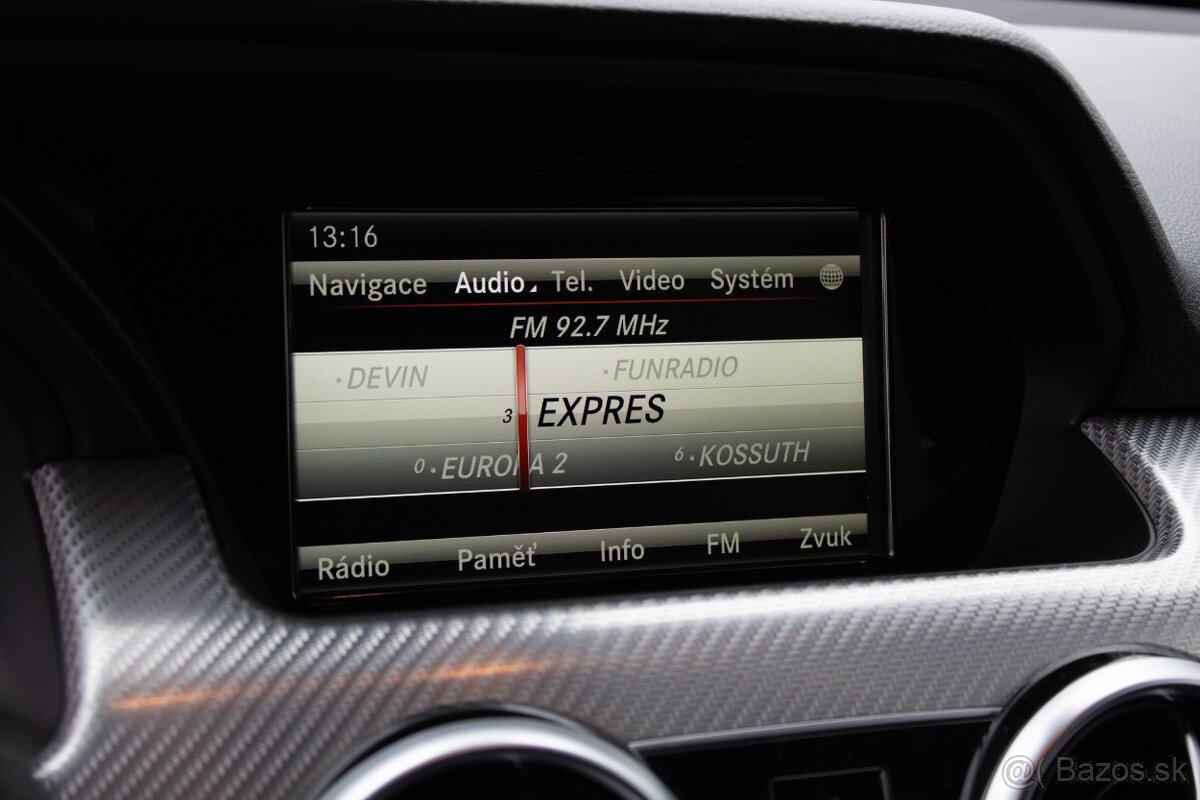 13:16
Navigace Audio Tel. Video Systém
FM 92.7 MHz
·DEVIN ·FUNRADIO
3 EXPRES
0·EUROPA 2 6·KOSSUTH
Rádio Paměť Info FM Zvuk
@( Bazos.sk